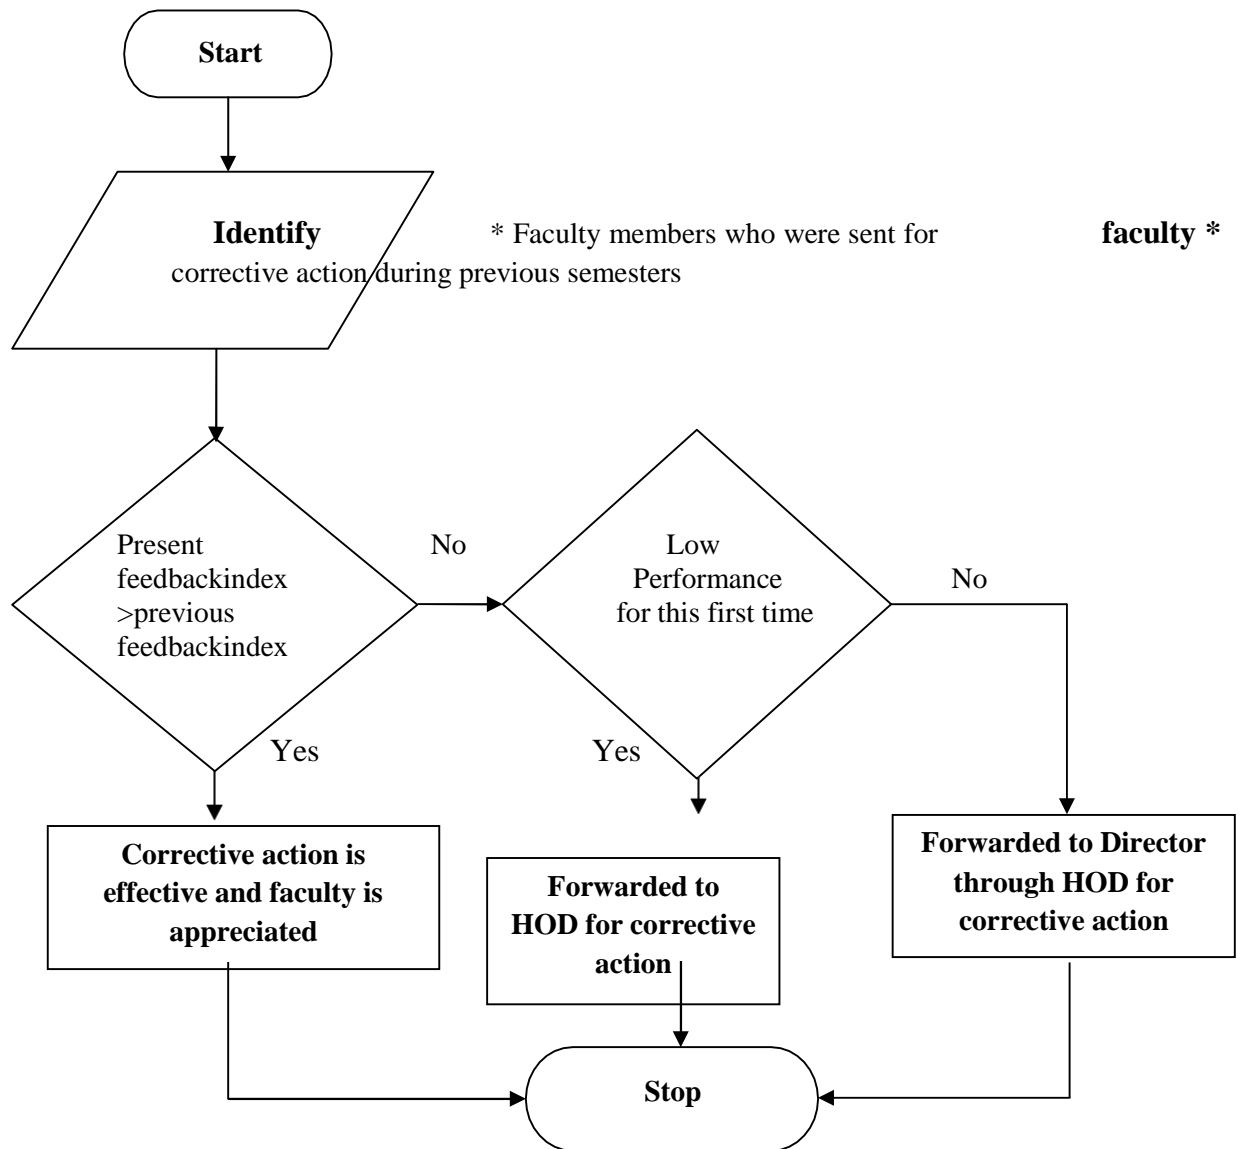 Start
Identify * Faculty members who were sent for faculty *
corrective action during previous semesters
Present
feedbackindex
>previous
feedbackindex
No
Low
Performance
for this first time
No
Yes
Yes
Corrective action is
effective and faculty is
appreciated
Forwarded to
HOD for corrective
action
Forwarded to Director
through HOD for
corrective action
Stop